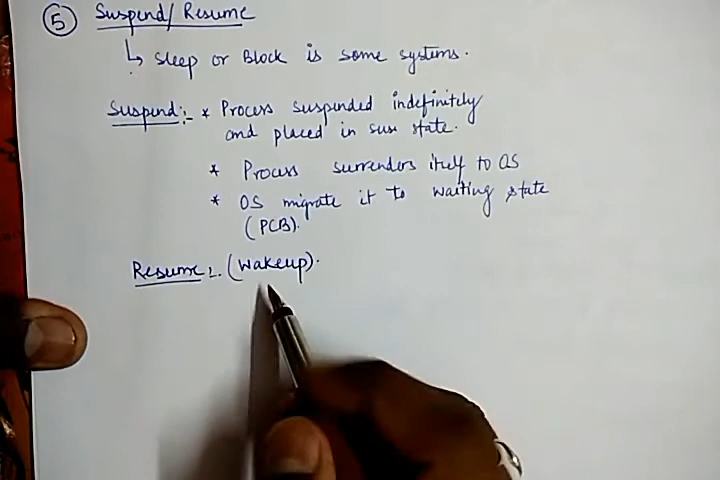 5 Suspend/Resume
↳ Sleep or Block is some systems.
Suspend:- * Process suspended indefinitely
and placed in sus state.
* Process surrenders itself to OS
* OS migrate it to waiting state
(PCB).
Resume:- (Wakeup).